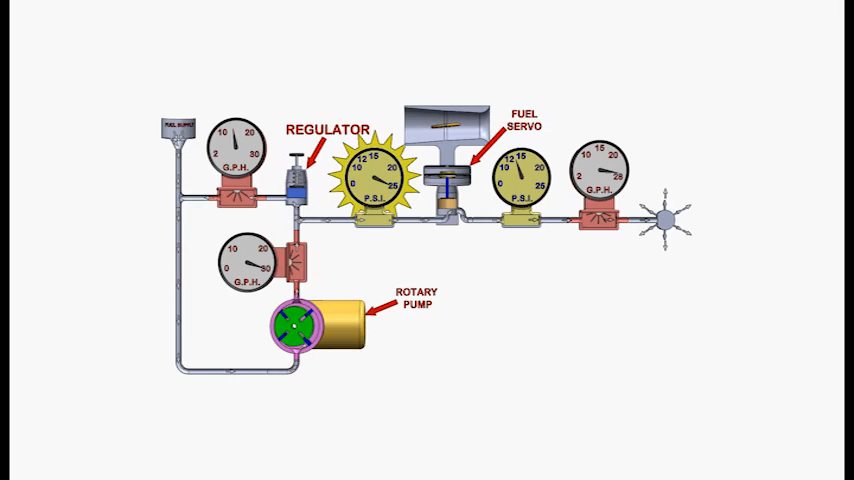 FUEL SUPPLY
10 20
2 30
G.P.H.
REGULATOR
12 15
10 20
0 25
P.S.I.
FUEL
SERVO
12 15
10 20
0 25
P.S.I.
15
10 20
2 25
G.P.H.
10 20
0 30
G.P.H.
ROTARY
PUMP